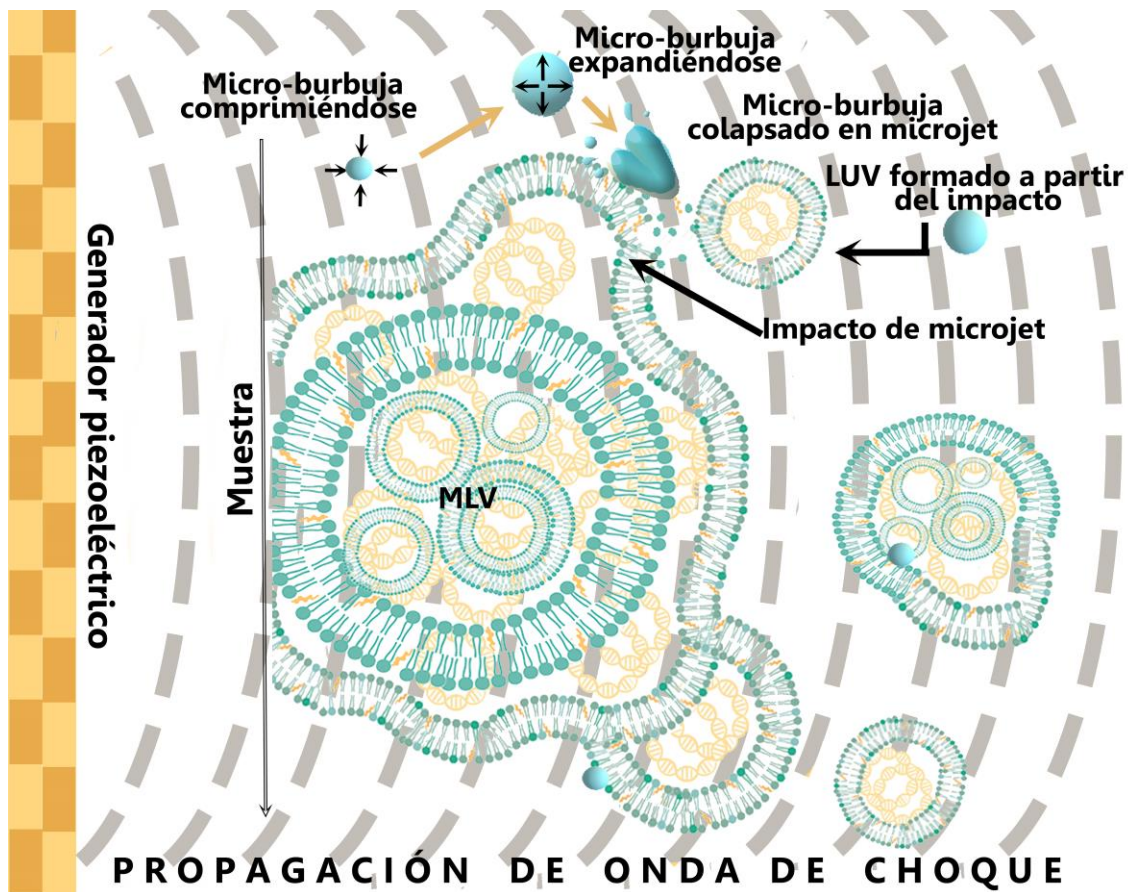 Micro-burbuja
comprimiéndose
Micro-burbuja
expandiéndose
Micro-burbuja
colapsado en microjet
LUV formado a partir
del impacto
Impacto de microjet
Generador piezoeléctrico
Muestra
MLV
PROPAGACIÓN DE ONDA DE CHOQUE